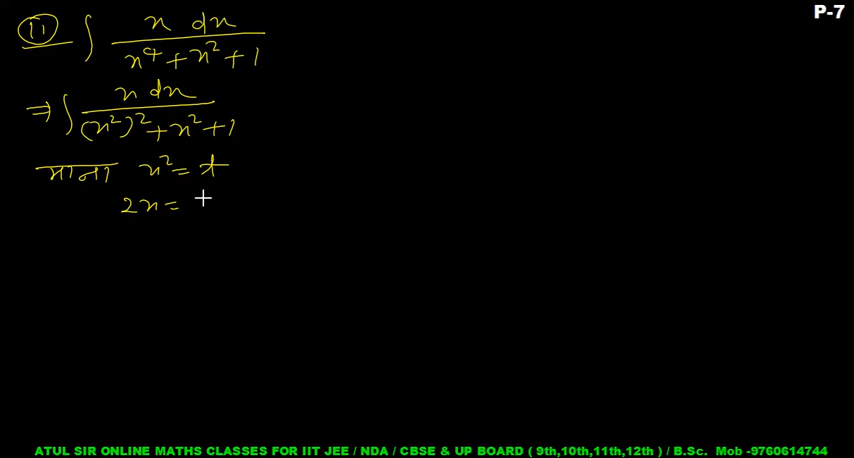 P-7
(11) ∫ x dx / (x⁴ + x² + 1)
⇒ ∫ x dx / ((x²)² + x² + 1)
माना x² = t
2x =
ATUL SIR ONLINE MATHS CLASSES FOR IIT JEE / NDA / CBSE & UP BOARD ( 9th,10th,11th,12th ) / B.Sc. Mob -9760614744